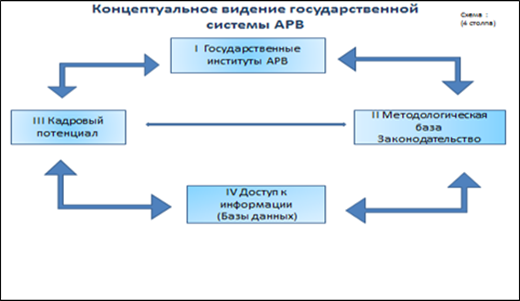 Концептуальное видение государственной
системы АРВ
Схема :
(4 столпа)
I Государственные
институты АРВ
III Кадровый
потенциал
II Методологическая
база
Законодательство
IV Доступ к
информации
(Базы данных)